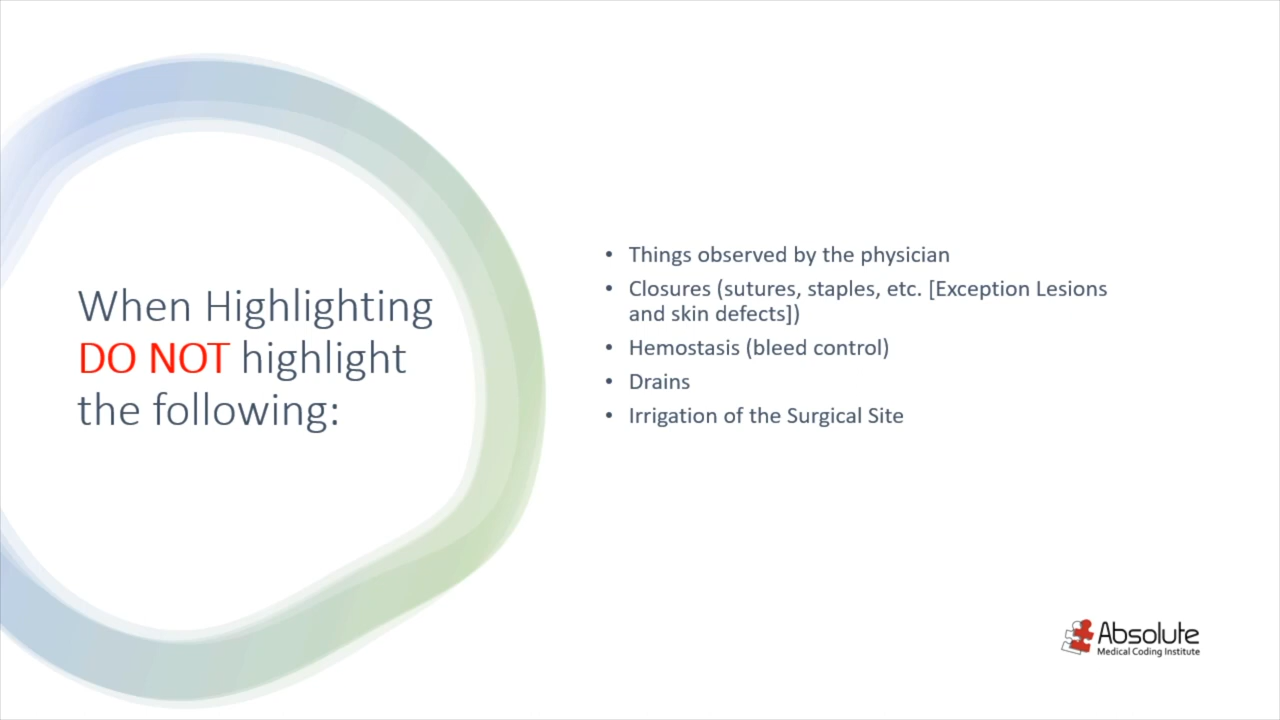 When Highlighting
DO NOT highlight
the following:
• Things observed by the physician
• Closures (sutures, staples, etc. [Exception Lesions
and skin defects])
• Hemostasis (bleed control)
• Drains
• Irrigation of the Surgical Site
Absolute
Medical Coding Institute